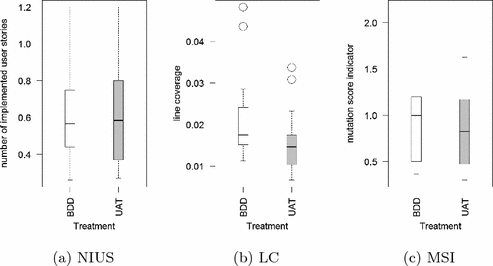 number of implemented user stories
1.2
1.0
0.8
0.6
0.4
BDD
UAT
Treatment
(a) NIUS
line coverage
0.04
0.03
0.02
0.01
BDD
UAT
Treatment
(b) LC
mutation score indicator
2.0
1.5
1.0
0.5
BDD
UAT
Treatment
(c) MSI